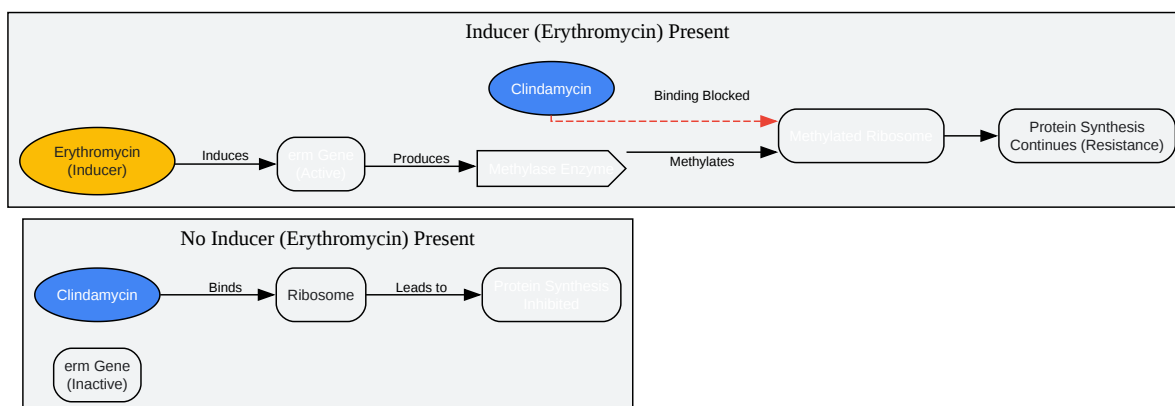 Inducer (Erythromycin) Present
Clindamycin
Binding Blocked
Erythromycin
(Inducer)
Induces
erm Gene
(Active)
Produces
Methylase Enzyme
Methylates
Methylated Ribosome
Protein Synthesis
Continues (Resistance)
No Inducer (Erythromycin) Present
Clindamycin
Binds
Ribosome
Leads to
Protein Synthesis
Inhibited
erm Gene
(Inactive)